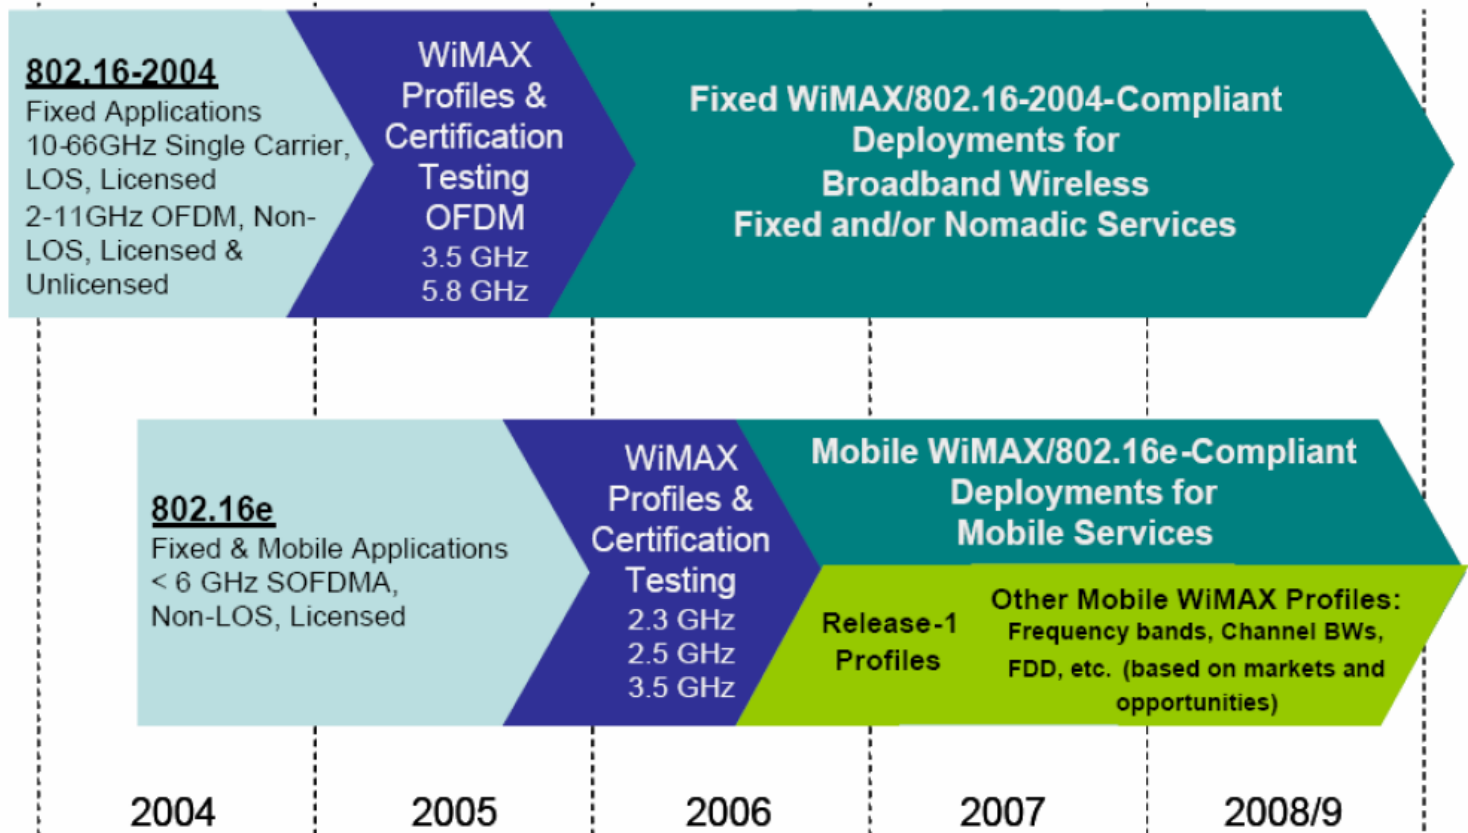 802.16-2004
Fixed Applications
10-66GHz Single Carrier,
LOS, Licensed
2-11GHz OFDM, Non-
LOS, Licensed &
Unlicensed
WiMAX
Profiles &
Certification
Testing
OFDM
3.5 GHz
5.8 GHz
Fixed WiMAX/802.16-2004-Compliant
Deployments for
Broadband Wireless
Fixed and/or Nomadic Services
802.16e
Fixed & Mobile Applications
< 6 GHz SOFDMA,
Non-LOS, Licensed
WiMAX
Profiles &
Certification
Testing
2.3 GHz
2.5 GHz
3.5 GHz
Mobile WiMAX/802.16e-Compliant
Deployments for
Mobile Services
Release-1
Profiles
Other Mobile WiMAX Profiles:
Frequency bands, Channel BWs,
FDD, etc. (based on markets and
opportunities)
2004
2005
2006
2007
2008/9